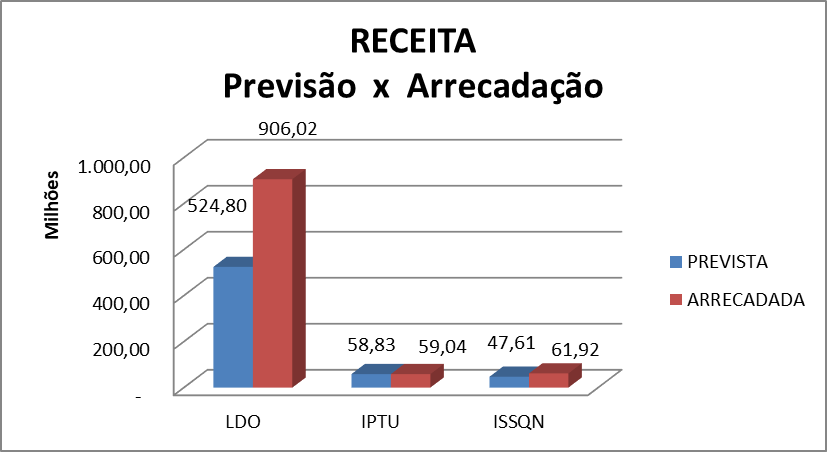 RECEITA
Previsão x Arrecadação
Milhões
1.000,00
800,00
600,00
400,00
200,00
-
524,80
906,02
58,83
59,04
47,61
61,92
LDO
IPTU
ISSQN
PREVISTA
ARRECADADA